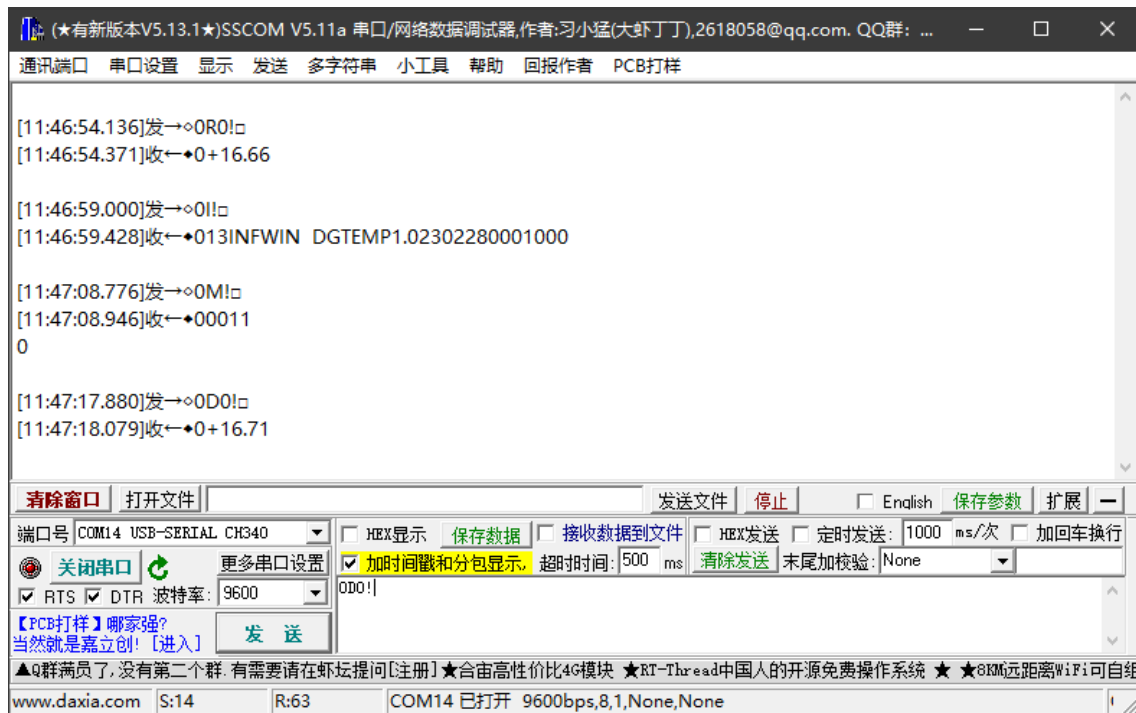 (★有新版本V5.13.1★)SSCOM V5.11a 串口/网络数据调试器,作者:习小猛(大虾丁丁),2618058@qq.com. QQ群: ...
通讯端口 串口设置 显示 发送 多字符串 小工具 帮助 回报作者 PCB打样
[11:46:54.136]发→◇0R0!□
[11:46:54.371]收←◆0+16.66
[11:46:59.000]发→◇0I!□
[11:46:59.428]收←◆013INFWIN  DGTEMP1.02302280001000
[11:47:08.776]发→◇0M!□
[11:47:08.946]收←◆00011
0
[11:47:17.880]发→◇0D0!□
[11:47:18.079]收←◆0+16.71
清除窗口 打开文件 发送文件 停止 English 保存参数 扩展 —
端口号 COM14 USB-SERIAL CH340 HEX显示 保存数据 接收数据到文件 HEX发送 定时发送: 1000 ms/次 加回车换行
关闭串口 更多串口设置 加时间戳和分包显示, 超时时间: 500 ms 清除发送 末尾加校验: None
RTS DTR 波特率: 9600 0D0!
【PCB打样】哪家强?
当然就是嘉立创! [进入] 发 送
▲Q群满员了,没有第二个群.有需要请在虾坛提问[注册]★合宙高性价比4G模块 ★RT-Thread中国人的开源免费操作系统 ★ ★8KM远距离WiFi可自组
www.daxia.com S:14 R:63 COM14 已打开 9600bps,8,1,None,None